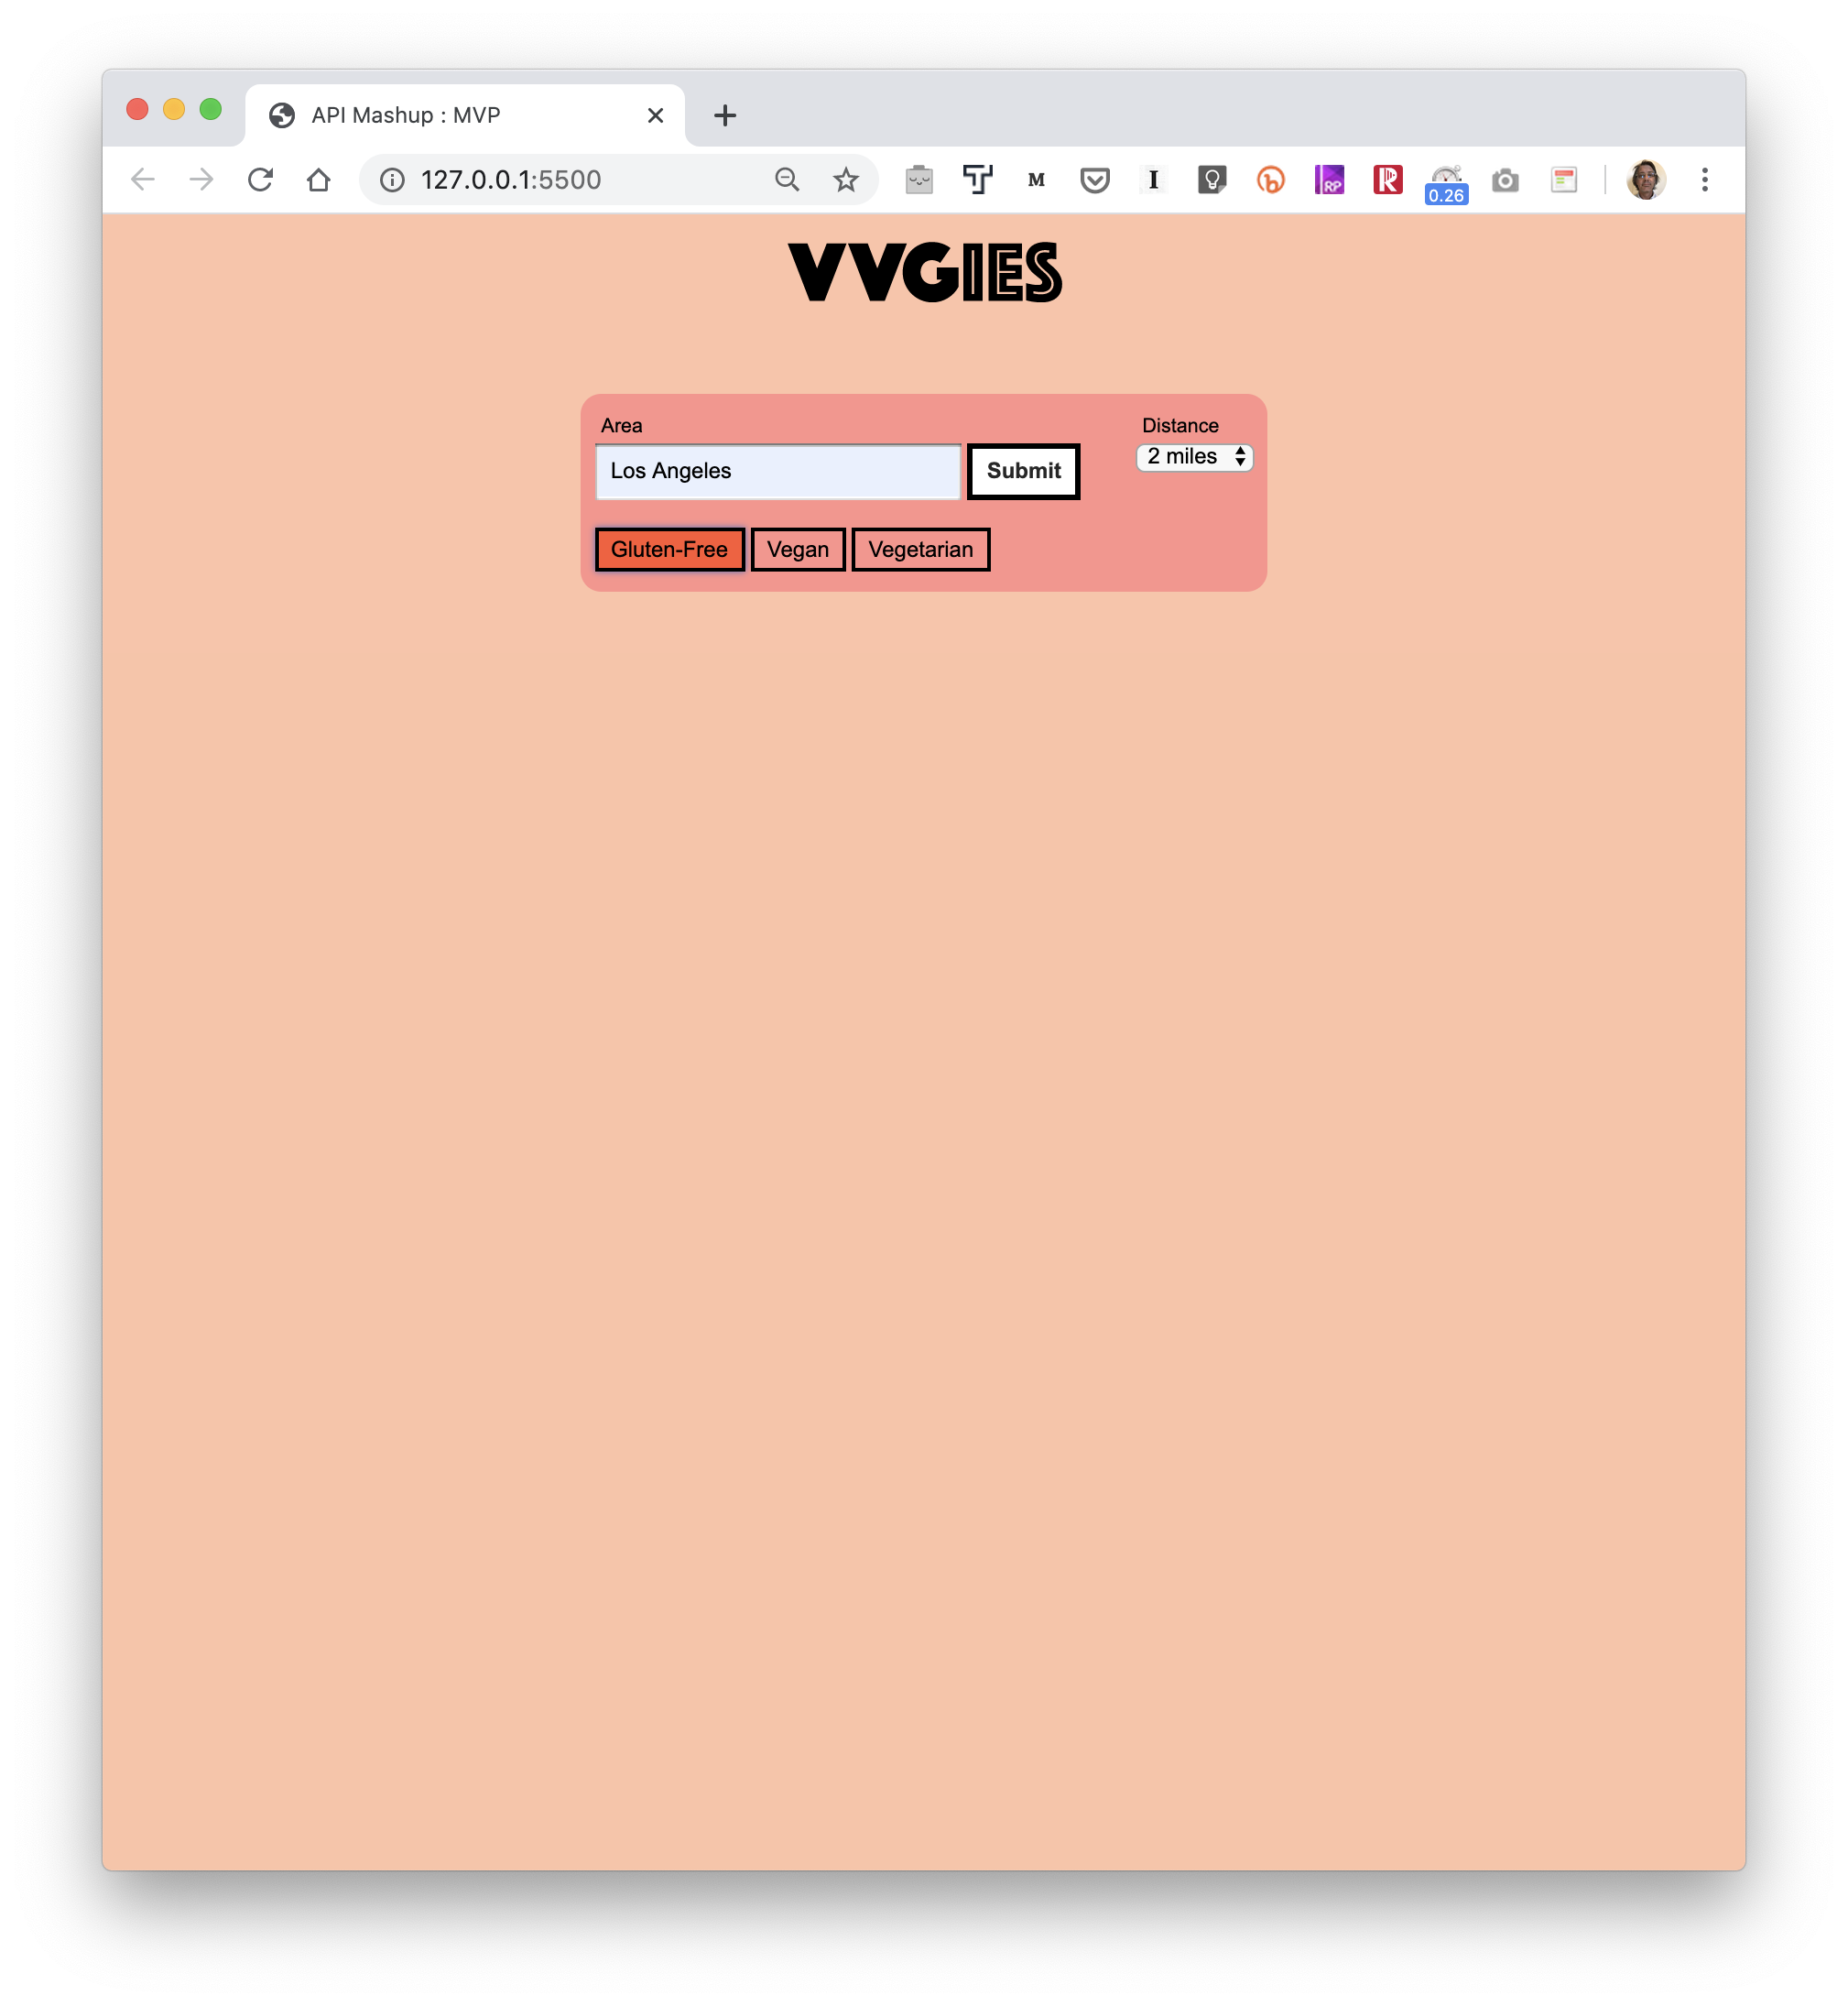 API Mashup : MVP
127.0.0.1:5500
M
I
RP
R
0.26
VVGIES
Area
Distance
Los Angeles
Submit
2 miles
Gluten-Free
Vegan
Vegetarian